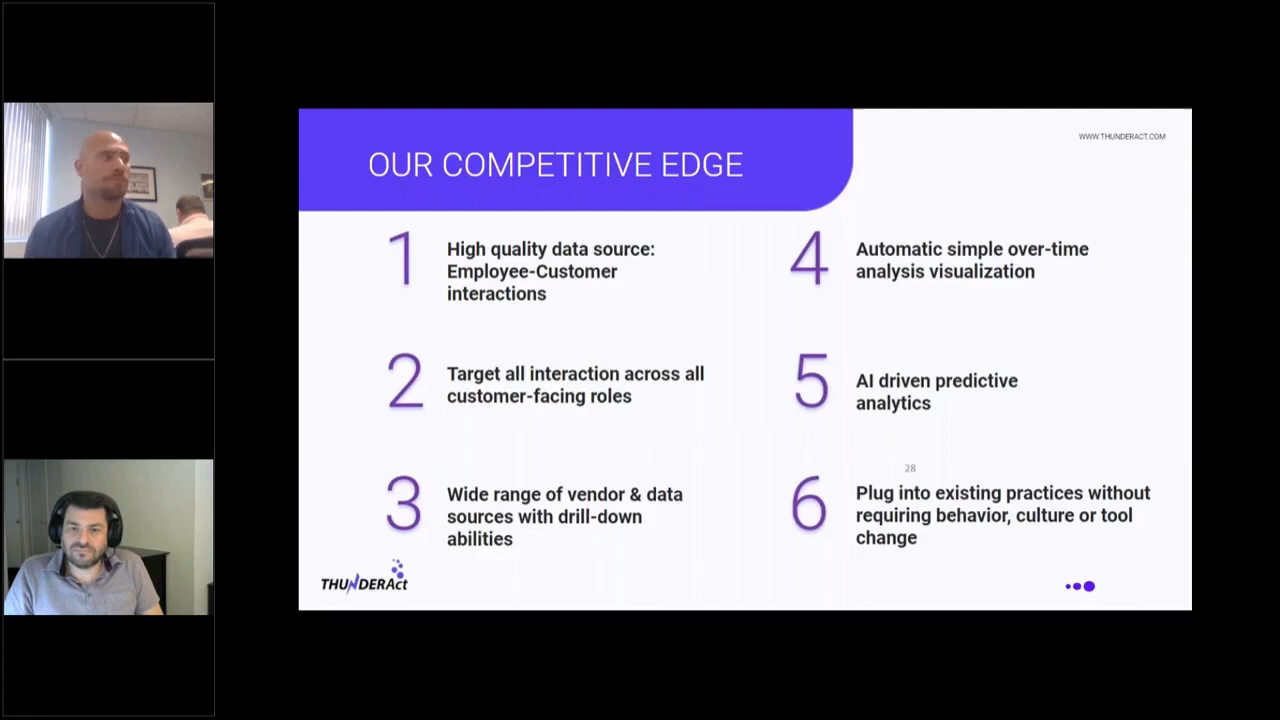 OUR COMPETITIVE EDGE
WWW.THUNDERACT.COM
1
High quality data source:
Employee-Customer
interactions
2
Target all interaction across all
customer-facing roles
3
Wide range of vendor & data
sources with drill-down
abilities
4
Automatic simple over-time
analysis visualization
5
AI driven predictive
analytics
28
6
Plug into existing practices without
requiring behavior, culture or tool
change
THUNDERAct